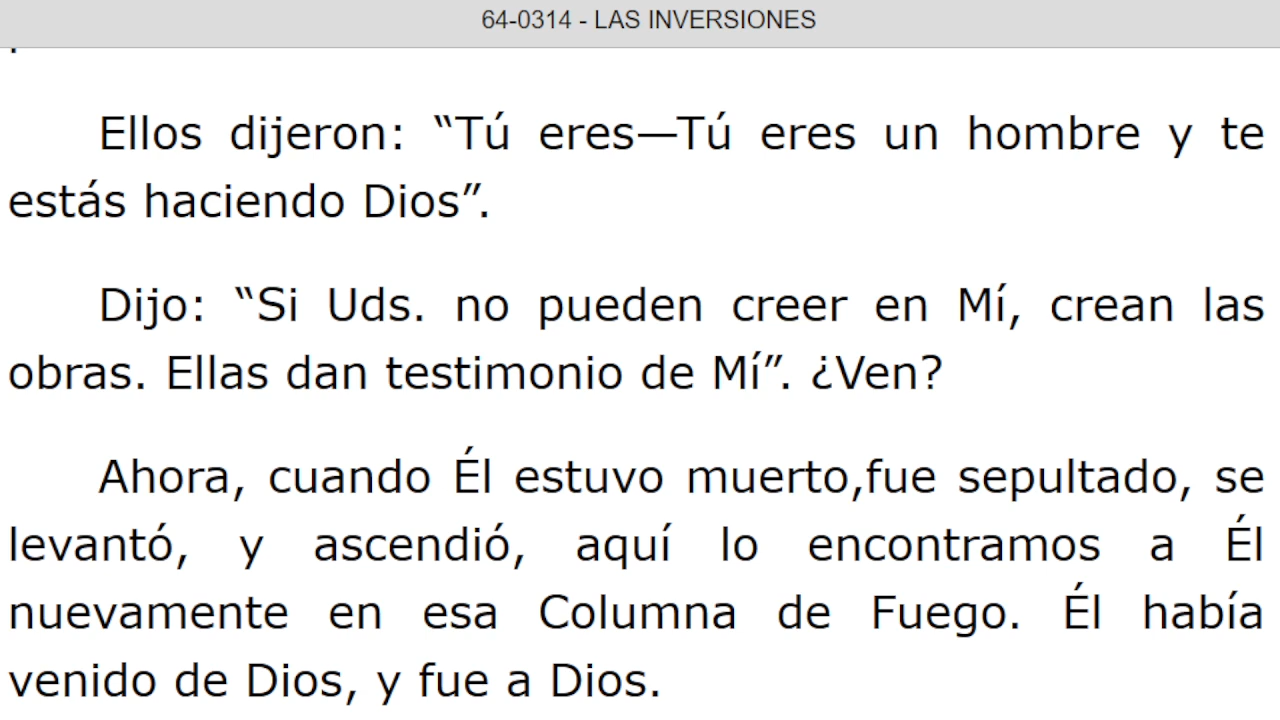 64-0314 - LAS INVERSIONES
Ellos dijeron: “Tú eres—Tú eres un hombre y te
estás haciendo Dios”.
Dijo: “Si Uds. no pueden creer en Mí, crean las
obras. Ellas dan testimonio de Mí”. ¿Ven?
Ahora, cuando Él estuvo muerto,fue sepultado, se
levantó, y ascendió, aquí lo encontramos a Él
nuevamente en esa Columna de Fuego. Él había
venido de Dios, y fue a Dios.